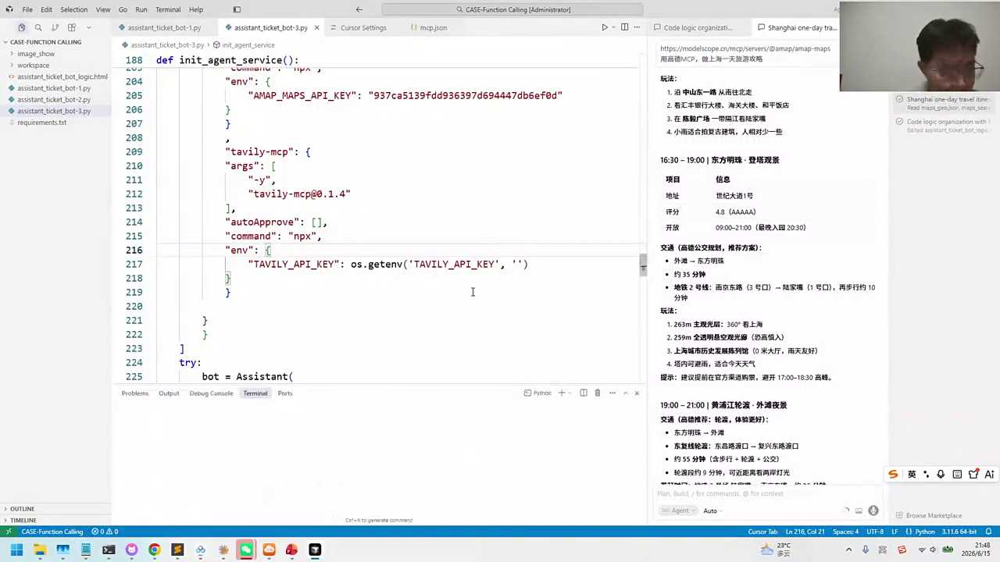 File Edit Selection View Go Run Terminal Help
CASE-Function Calling [Administrator]
assistant_ticket_bot-1.py
assistant_ticket_bot-3.py
Cursor Settings
mcp.json
Code logic organizati...
Shanghai one-day tra...
CASE-FUNCTION CALLING
image_show
workspace
assistant_ticket_bot_logic.html
assistant_ticket_bot-1.py
assistant_ticket_bot-2.py
assistant_ticket_bot-3.py
requirements.txt
OUTLINE
TIMELINE
assistant_ticket_bot-3.py > init_agent_service
188 def init_agent_service():
203 "command": "npx",
204 "env": {
205 "AMAP_MAPS_API_KEY": "937ca5139fdd936397d694447db6ef0d"
206 }
207 }
208 ,
209 "tavily-mcp": {
210 "args": [
211 "-y",
212 "tavily-mcp@0.1.4"
213 ],
214 "autoApprove": [],
215 "command": "npx",
216 "env": {
217 "TAVILY_API_KEY": os.getenv('TAVILY_API_KEY', '')
218 }
219 }
220
221 }
222 }
223 ]
224 try:
225 bot = Assistant(
Problems Output Debug Console Terminal Ports
Python
Ctrl+K to generate command
https://modelscope.cn/mcp/servers/@amap/amap-maps
用高德MCP，做上海一天旅游攻略
玩法：
1. 沿 中山东一路 从南往北走
2. 看汇丰银行大楼、海关大楼、和平饭店
3. 在 陈毅广场 一带隔江看陆家嘴
4. 小雨适合拍复古建筑，人相对少一些
16:30 – 19:00 | 东方明珠 · 登塔观景
项目 信息
地址 世纪大道1号
评分 4.8（AAAAA）
开放 09:00–21:00（最晚入园 20:30）
交通（高德公交规划，推荐方案）：
外滩 → 东方明珠
约 35 分钟
地铁 2 号线：南京东路（3 号口）→ 陆家嘴（1 号口），再步行约 10
分钟
玩法：
1. 263m 主观光层：360° 看上海
2. 259m 全透明悬空观光廊（恐高慎入）
3. 上海城市历史发展陈列馆（0 米大厅，雨天友好）
4. 塔内可避雨，适合今天天气
提示：建议提前在官方渠道购票，避开 17:00–18:30 高峰。
19:00 – 21:00 | 黄浦江轮渡 · 外滩夜景
交通（高德推荐：轮渡，体验更好）：
东方明珠 → 外滩
东复线轮渡：东昌路渡口 → 复兴东路渡口
约 55 分钟（含步行 + 轮渡 + 公交）
轮渡段约 9 分钟，可近距离看两岸灯光
Plan, Build, / for commands, @ for context
Agent Auto
Shanghai one-day travel itine...
Read maps_geo.json, maps_sear...
Code logic organization with
Edited assistant_ticket_bot_logic.
英
Browse Marketplace
CASE-Function Calling 0 0
Cursor Tab Ln 216, Col 21 Spaces: 4 UTF-8 LF Python 3.11.6 64-bit
23°C
多云
英
21:48
2026/6/15